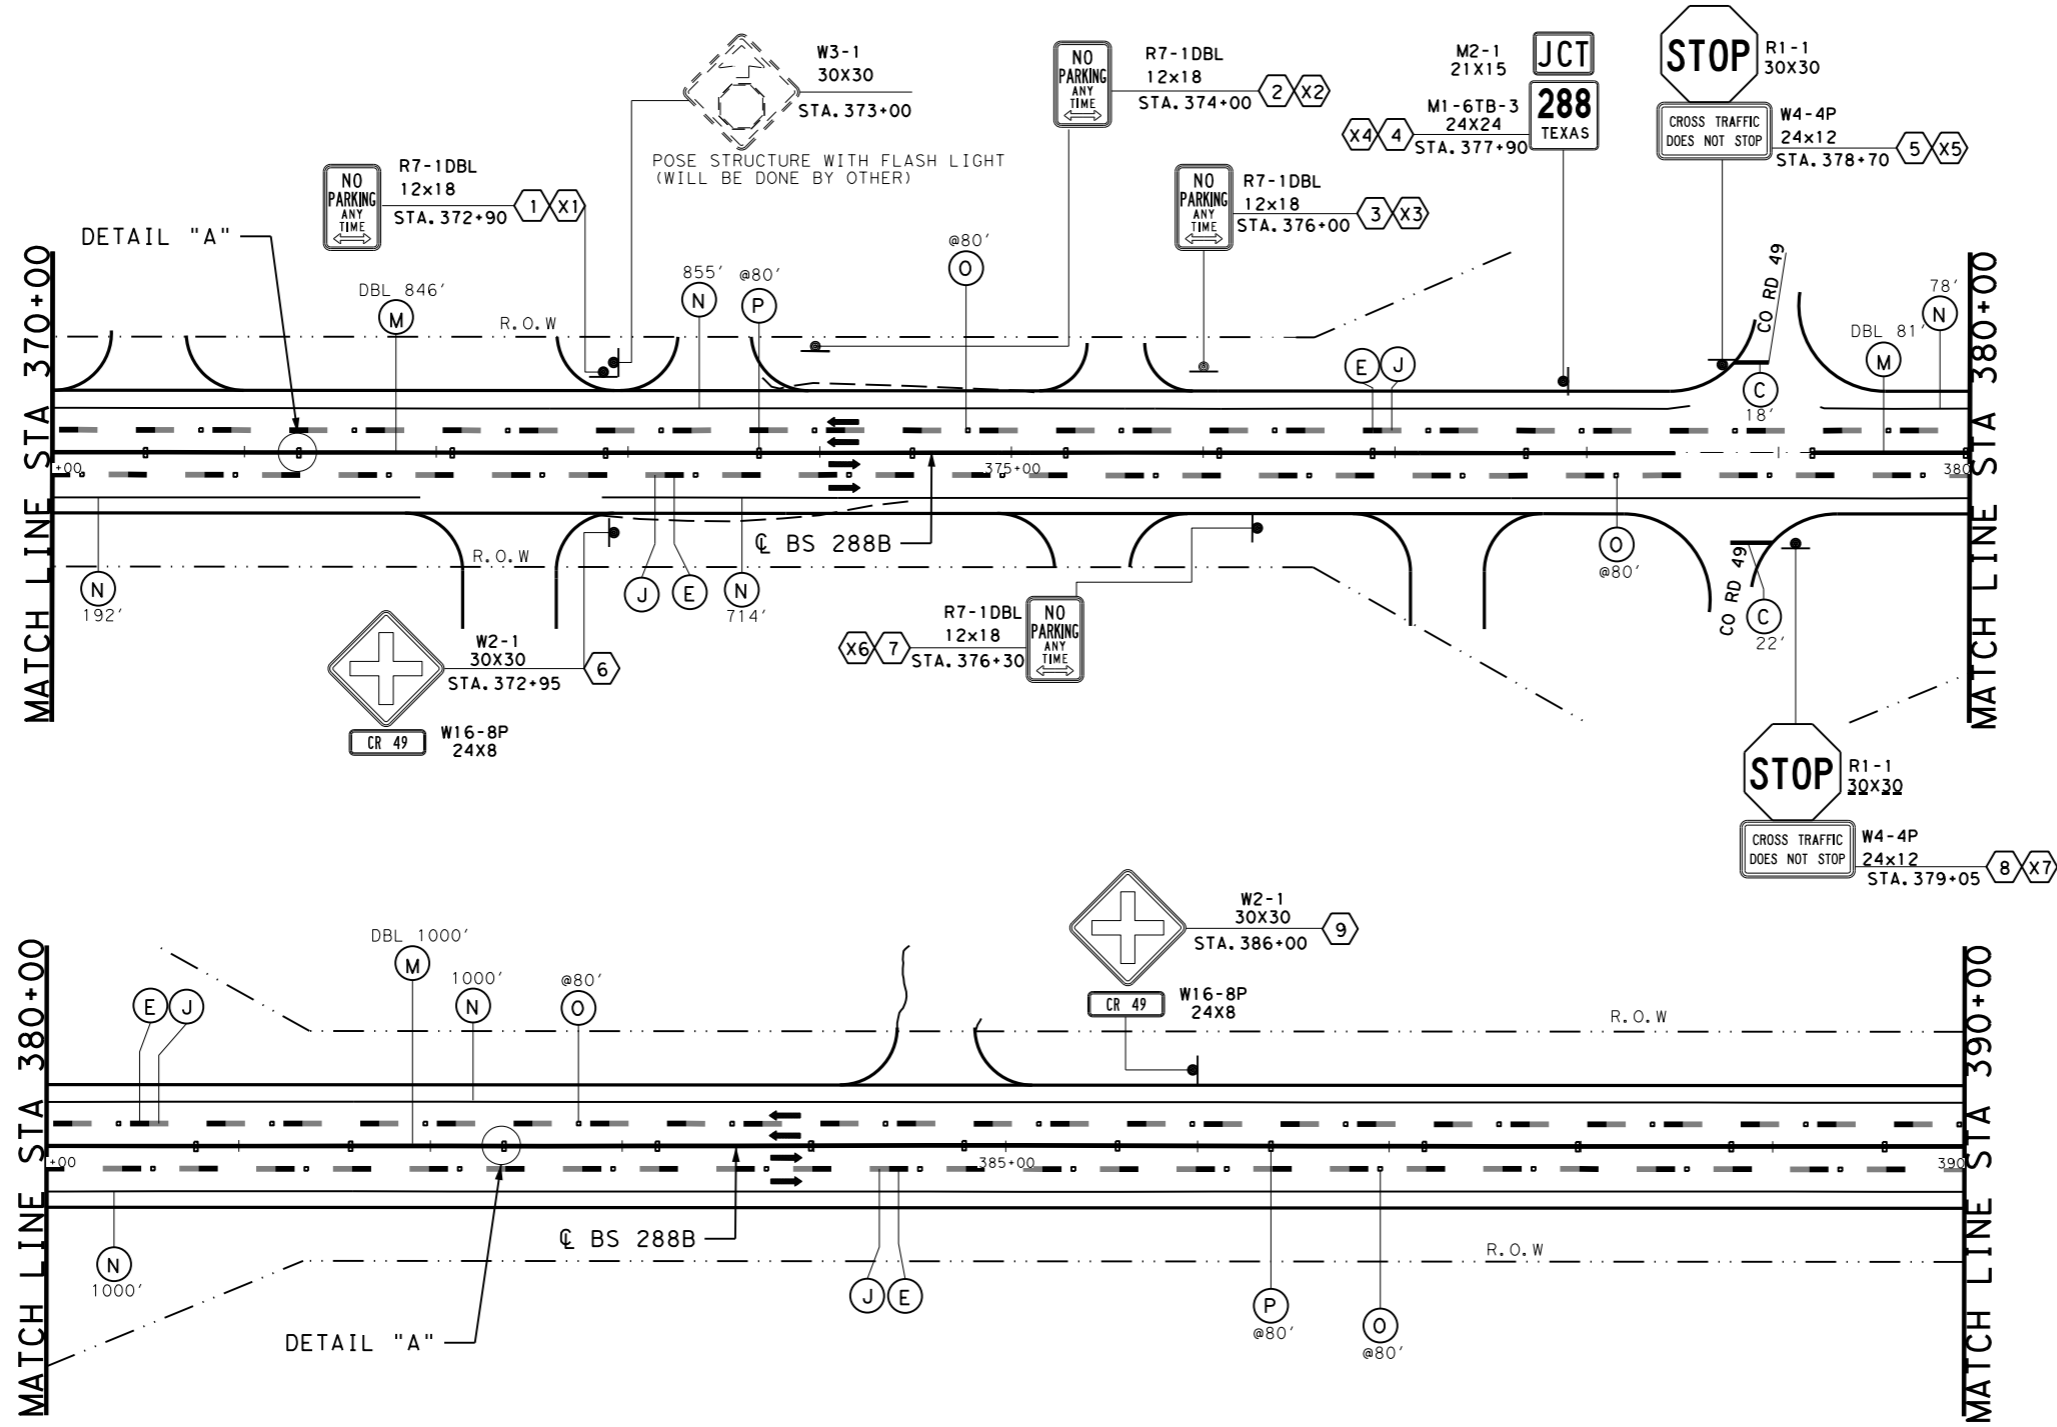 W3-1
30X30
STA. 373+00
POSE STRUCTURE WITH FLASH LIGHT
(WILL BE DONE BY OTHER)
NO
PARKING
ANY
TIME
R7-1DBL
12x18
STA. 372+90
1
X1
NO
PARKING
ANY
TIME
R7-1DBL
12x18
STA. 374+00
2
X2
NO
PARKING
ANY
TIME
R7-1DBL
12x18
STA. 376+00
3
X3
M2-1
21X15
JCT
M1-6TB-3
24X24
STA. 377+90
288
TEXAS
X4
4
STOP
R1-1
30X30
CROSS TRAFFIC
DOES NOT STOP
W4-4P
24x12
STA. 378+70
5
X5
DETAIL "A"
MATCH LINE STA 370+00
DBL 846'
M
R.O.W
855'
N
@80'
P
@80'
O
E
J
CO RD 49
C
18'
DBL 81'
M
78'
N
MATCH LINE STA 380+00
+00
375+00
380
N
192'
R.O.W
J
E
N
714'
℄ BS 288B
O
@80'
CO RD 49
C
22'
W2-1
30X30
STA. 372+95
6
CR 49
W16-8P
24X8
R7-1DBL
12x18
STA. 376+30
X6
7
NO
PARKING
ANY
TIME
STOP
R1-1
30X30
CROSS TRAFFIC
DOES NOT STOP
W4-4P
24x12
STA. 379+05
8
X7
W2-1
30X30
STA. 386+00
9
CR 49
W16-8P
24X8
MATCH LINE STA 380+00
E
J
DBL 1000'
M
1000'
N
@80'
O
R.O.W
MATCH LINE STA 390+00
+00
385+00
390
N
1000'
℄ BS 288B
DETAIL "A"
J
E
P
@80'
O
@80'
R.O.W